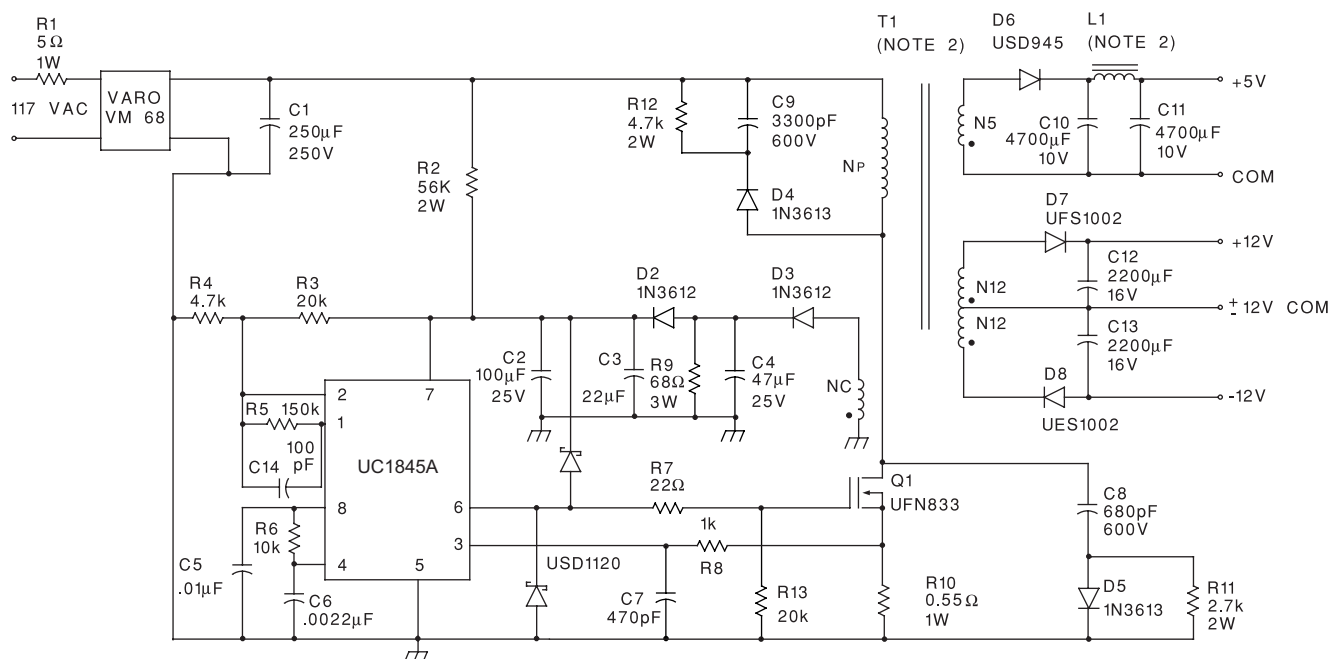 R1
5Ω
1W
117 VAC
VARO
VM 68
C1
250µF
250V
R12
4.7k
2W
C9
3300pF
600V
R2
56K
2W
D4
1N3613
NP
T1
(NOTE 2)
D6
USD945
L1
(NOTE 2)
+5V
N5
C10
4700µF
10V
C11
4700µF
10V
COM
D7
UFS1002
+12V
N12
C12
2200µF
16V
± 12V COM
N12
C13
2200µF
16V
D8
UES1002
-12V
R4
4.7k
R3
20k
D2
1N3612
D3
1N3612
C2
100µF
25V
C3
22µF
R9
68Ω
3W
C4
47µF
25V
NC
2
7
R5 150k
1
100
pF
C14
UC1845A
8
6
R6
10k
4
5
3
C5
.01µF
C6
.0022µF
USD1120
R7
22Ω
1k
R8
Q1
UFN833
C7
470pF
R13
20k
R10
0.55Ω
1W
C8
680pF
600V
D5
1N3613
R11
2.7k
2W